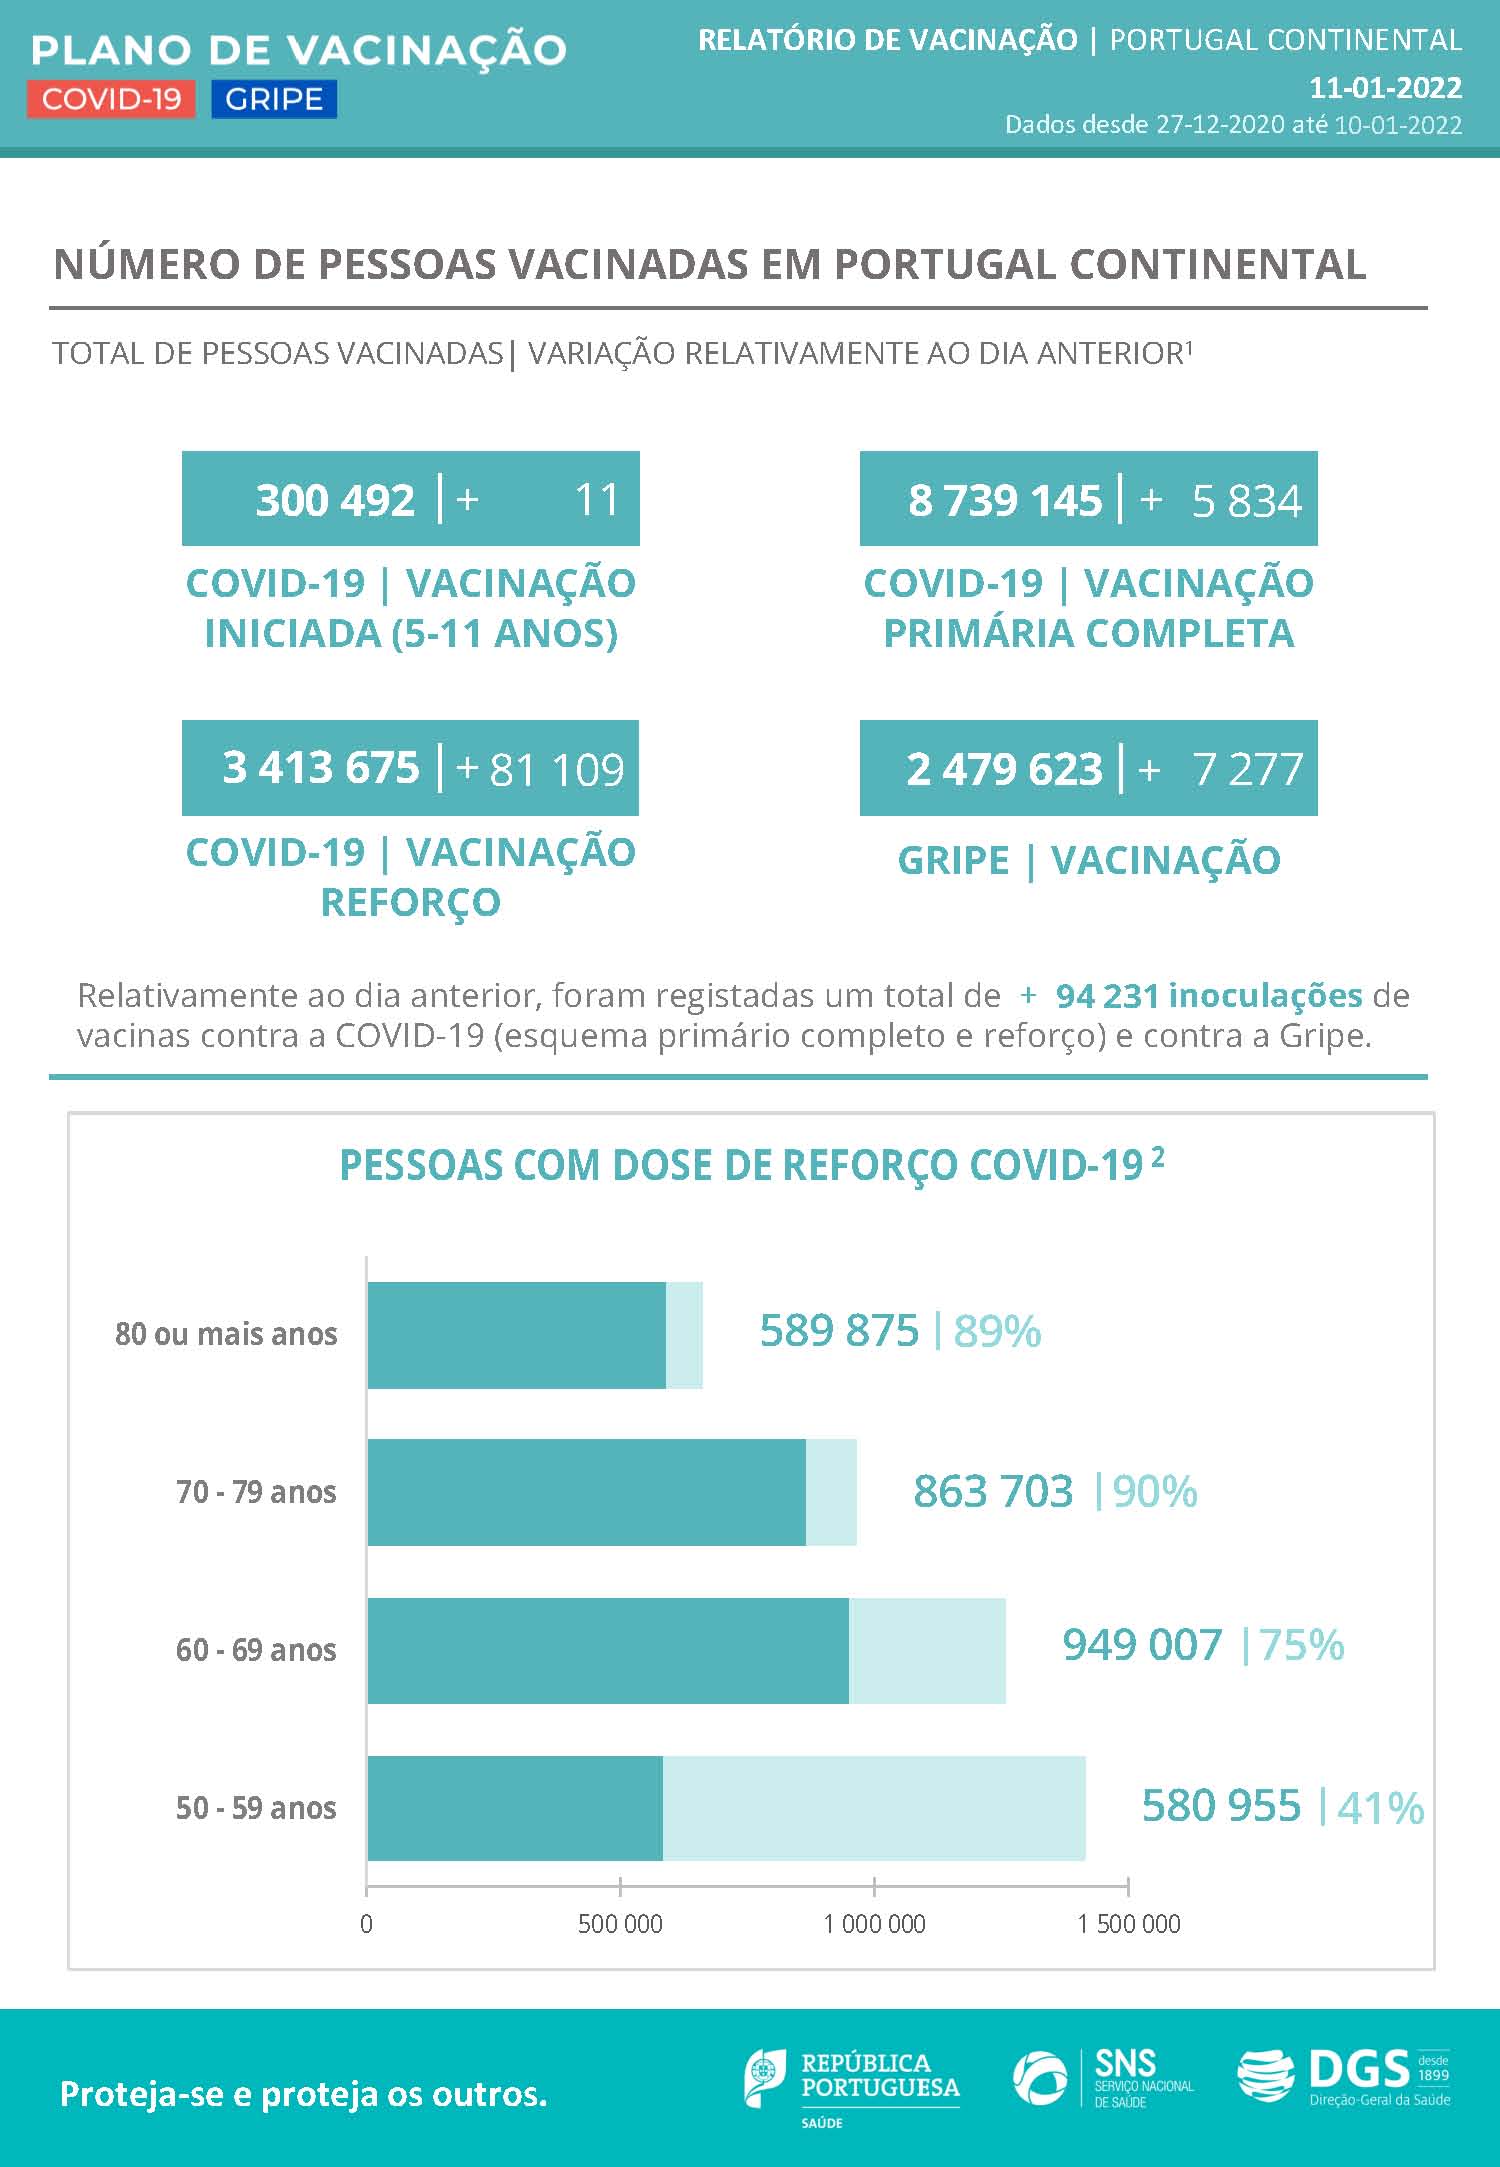 PLANO DE VACINAÇÃO
COVID-19 GRIPE
RELATÓRIO DE VACINAÇÃO | PORTUGAL CONTINENTAL
11-01-2022
Dados desde 27-12-2020 até 10-01-2022
NÚMERO DE PESSOAS VACINADAS EM PORTUGAL CONTINENTAL
TOTAL DE PESSOAS VACINADAS| VARIAÇÃO RELATIVAMENTE AO DIA ANTERIOR¹
300 492 | + 11
COVID-19 | VACINAÇÃO
INICIADA (5-11 ANOS)
8 739 145 | + 5 834
COVID-19 | VACINAÇÃO
PRIMÁRIA COMPLETA
3 413 675 | + 81 109
COVID-19 | VACINAÇÃO
REFORÇO
2 479 623 | + 7 277
GRIPE | VACINAÇÃO
Relativamente ao dia anterior, foram registadas um total de + 94 231 inoculações de
vacinas contra a COVID-19 (esquema primário completo e reforço) e contra a Gripe.
PESSOAS COM DOSE DE REFORÇO COVID-19 ²
80 ou mais anos 589 875 | 89%
70 - 79 anos 863 703 | 90%
60 - 69 anos 949 007 | 75%
50 - 59 anos 580 955 | 41%
0 500 000 1 000 000 1 500 000
Proteja-se e proteja os outros.
REPÚBLICA
PORTUGUESA
SAÚDE
SNS
SERVIÇO NACIONAL
DE SAÚDE
DGS desde
1899
Direção-Geral da Saúde